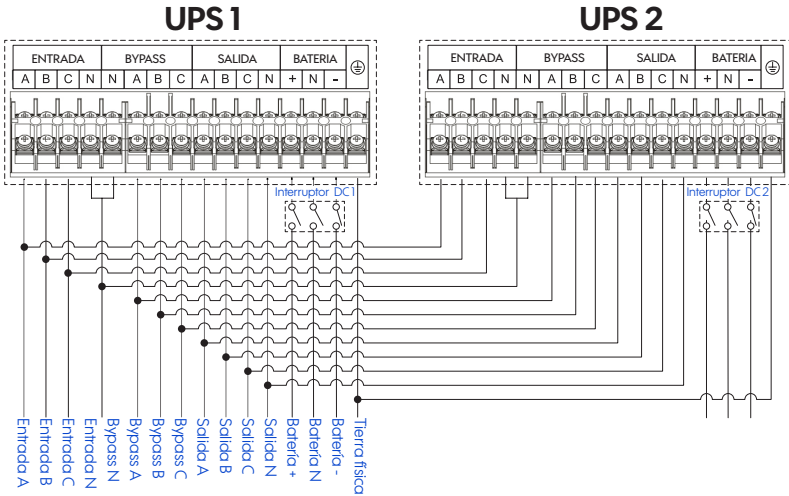 UPS 1
UPS 2
ENTRADA BYPASS SALIDA BATERIA
A B C N N A B C A B C N + N -
ENTRADA BYPASS SALIDA BATERIA
A B C N N A B C A B C N + N -
Interruptor DC1
Interruptor DC2
Entrada A
Entrada B
Entrada C
Entrada N
Bypass N
Bypass A
Bypass B
Bypass C
Salida A
Salida B
Salida C
Salida N
Batería +
Batería N
Batería -
Tierra física